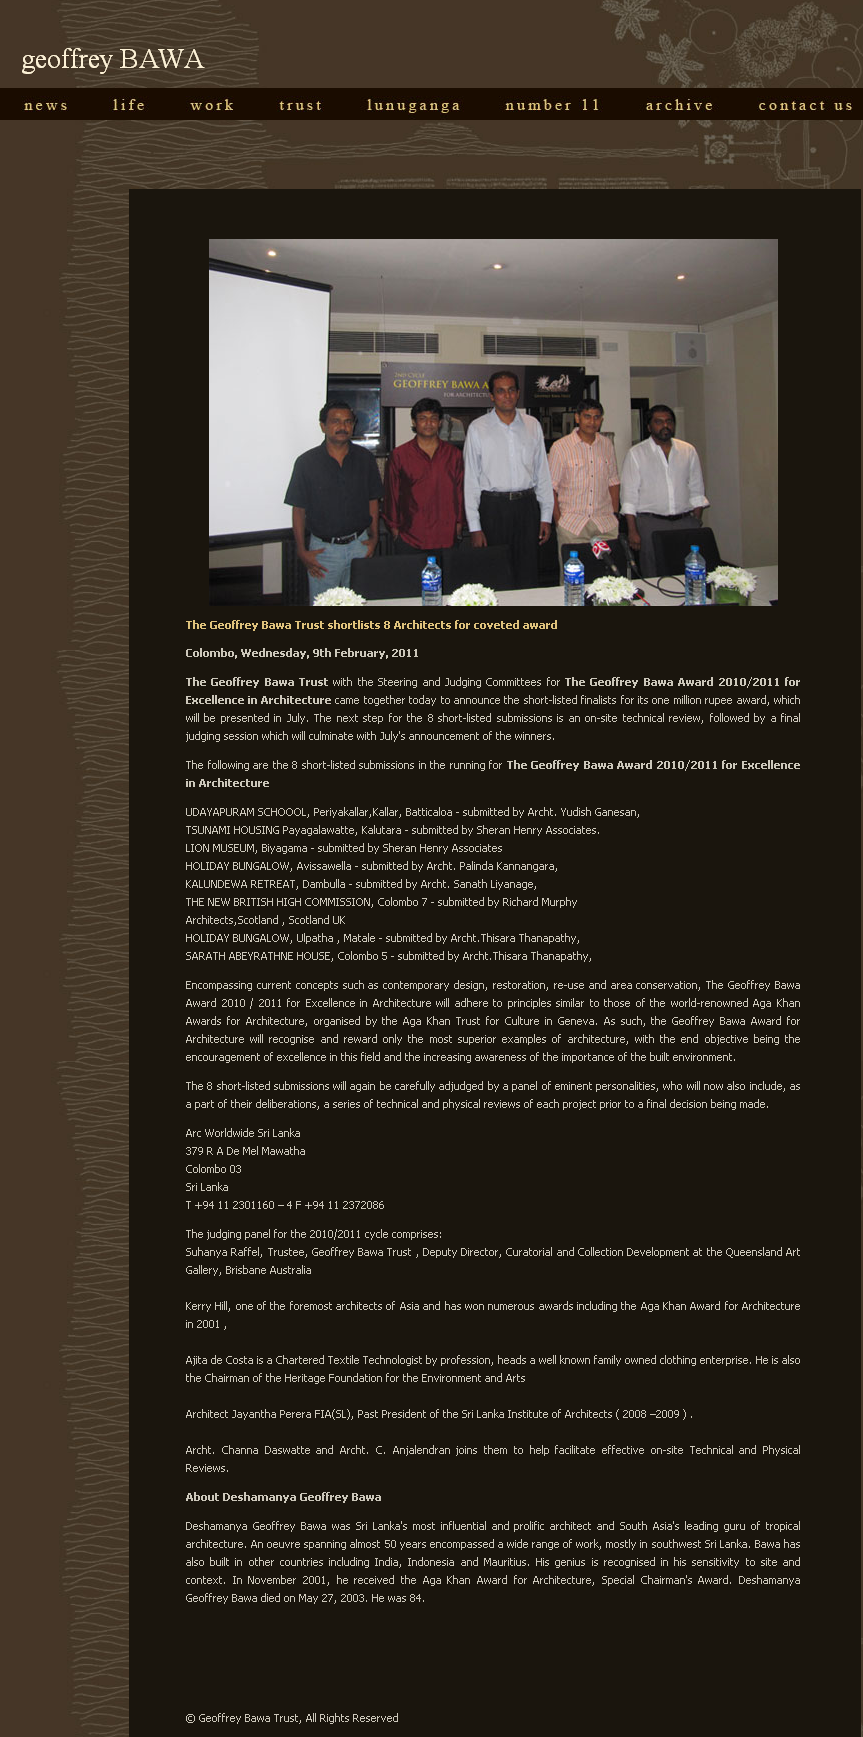 geoffrey BAWA
news life work trust lunuganga number 11 archive contact us
2ND CYCLE
GEOFFREY BAWA A
FOR ARCHITECTU
GEOFFREY BAWA TRUST
The Geoffrey Bawa Trust shortlists 8 Architects for coveted award
Colombo, Wednesday, 9th February, 2011
The Geoffrey Bawa Trust with the Steering and Judging Committees for The Geoffrey Bawa Award 2010/2011 for
Excellence in Architecture came together today to announce the short-listed finalists for its one million rupee award, which
will be presented in July. The next step for the 8 short-listed submissions is an on-site technical review, followed by a final
judging session which will culminate with July's announcement of the winners.
The following are the 8 short-listed submissions in the running for The Geoffrey Bawa Award 2010/2011 for Excellence
in Architecture
UDAYAPURAM SCHOOOL, Periyakallar,Kallar, Batticaloa - submitted by Archt. Yudish Ganesan,
TSUNAMI HOUSING Payagalawatte, Kalutara - submitted by Sheran Henry Associates.
LION MUSEUM, Biyagama - submitted by Sheran Henry Associates
HOLIDAY BUNGALOW, Avissawella - submitted by Archt. Palinda Kannangara,
KALUNDEWA RETREAT, Dambulla - submitted by Archt. Sanath Liyanage,
THE NEW BRITISH HIGH COMMISSION, Colombo 7 - submitted by Richard Murphy
Architects,Scotland , Scotland UK
HOLIDAY BUNGALOW, Ulpatha , Matale - submitted by Archt.Thisara Thanapathy,
SARATH ABEYRATHNE HOUSE, Colombo 5 - submitted by Archt.Thisara Thanapathy,
Encompassing current concepts such as contemporary design, restoration, re-use and area conservation, The Geoffrey Bawa
Award 2010 / 2011 for Excellence in Architecture will adhere to principles similar to those of the world-renowned Aga Khan
Awards for Architecture, organised by the Aga Khan Trust for Culture in Geneva. As such, the Geoffrey Bawa Award for
Architecture will recognise and reward only the most superior examples of architecture, with the end objective being the
encouragement of excellence in this field and the increasing awareness of the importance of the built environment.
The 8 short-listed submissions will again be carefully adjudged by a panel of eminent personalities, who will now also include, as
a part of their deliberations, a series of technical and physical reviews of each project prior to a final decision being made.
Arc Worldwide Sri Lanka
379 R A De Mel Mawatha
Colombo 03
Sri Lanka
T +94 11 2301160 – 4 F +94 11 2372086
The judging panel for the 2010/2011 cycle comprises:
Suhanya Raffel, Trustee, Geoffrey Bawa Trust , Deputy Director, Curatorial and Collection Development at the Queensland Art
Gallery, Brisbane Australia
Kerry Hill, one of the foremost architects of Asia and has won numerous awards including the Aga Khan Award for Architecture
in 2001 ,
Ajita de Costa is a Chartered Textile Technologist by profession, heads a well known family owned clothing enterprise. He is also
the Chairman of the Heritage Foundation for the Environment and Arts
Architect Jayantha Perera FIA(SL), Past President of the Sri Lanka Institute of Architects ( 2008 –2009 ) .
Archt. Channa Daswatte and Archt. C. Anjalendran joins them to help facilitate effective on-site Technical and Physical
Reviews.
About Deshamanya Geoffrey Bawa
Deshamanya Geoffrey Bawa was Sri Lanka's most influential and prolific architect and South Asia's leading guru of tropical
architecture. An oeuvre spanning almost 50 years encompassed a wide range of work, mostly in southwest Sri Lanka. Bawa has
also built in other countries including India, Indonesia and Mauritius. His genius is recognised in his sensitivity to site and
context. In November 2001, he received the Aga Khan Award for Architecture, Special Chairman's Award. Deshamanya
Geoffrey Bawa died on May 27, 2003. He was 84.
© Geoffrey Bawa Trust, All Rights Reserved